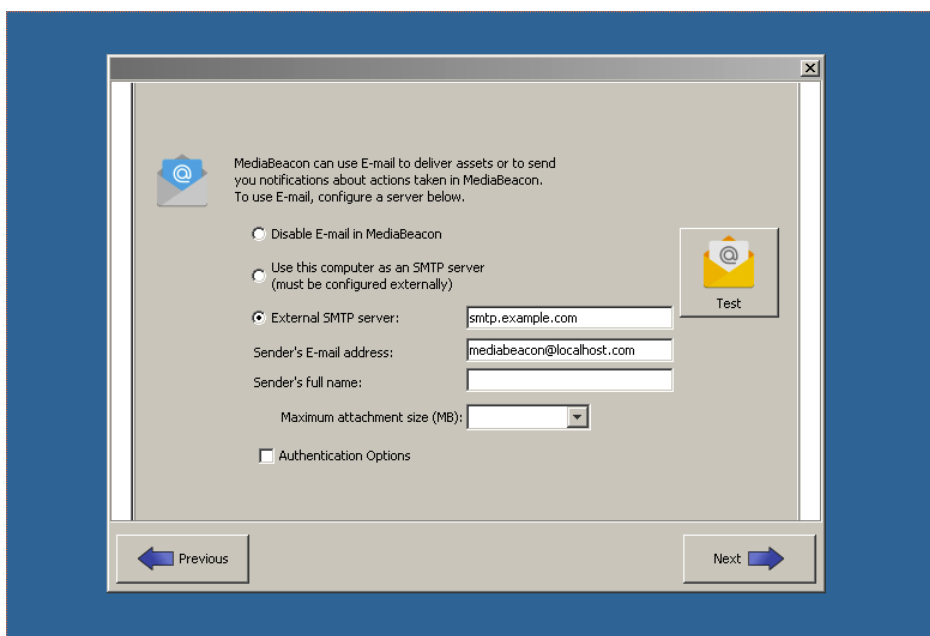 MediaBeacon can use E-mail to deliver assets or to send
you notifications about actions taken in MediaBeacon.
To use E-mail, configure a server below.
Disable E-mail in MediaBeacon
Use this computer as an SMTP server
(must be configured externally)
External SMTP server: smtp.example.com
Test
Sender's E-mail address: mediabeacon@localhost.com
Sender's full name:
Maximum attachment size (MB):
Authentication Options
Previous
Next